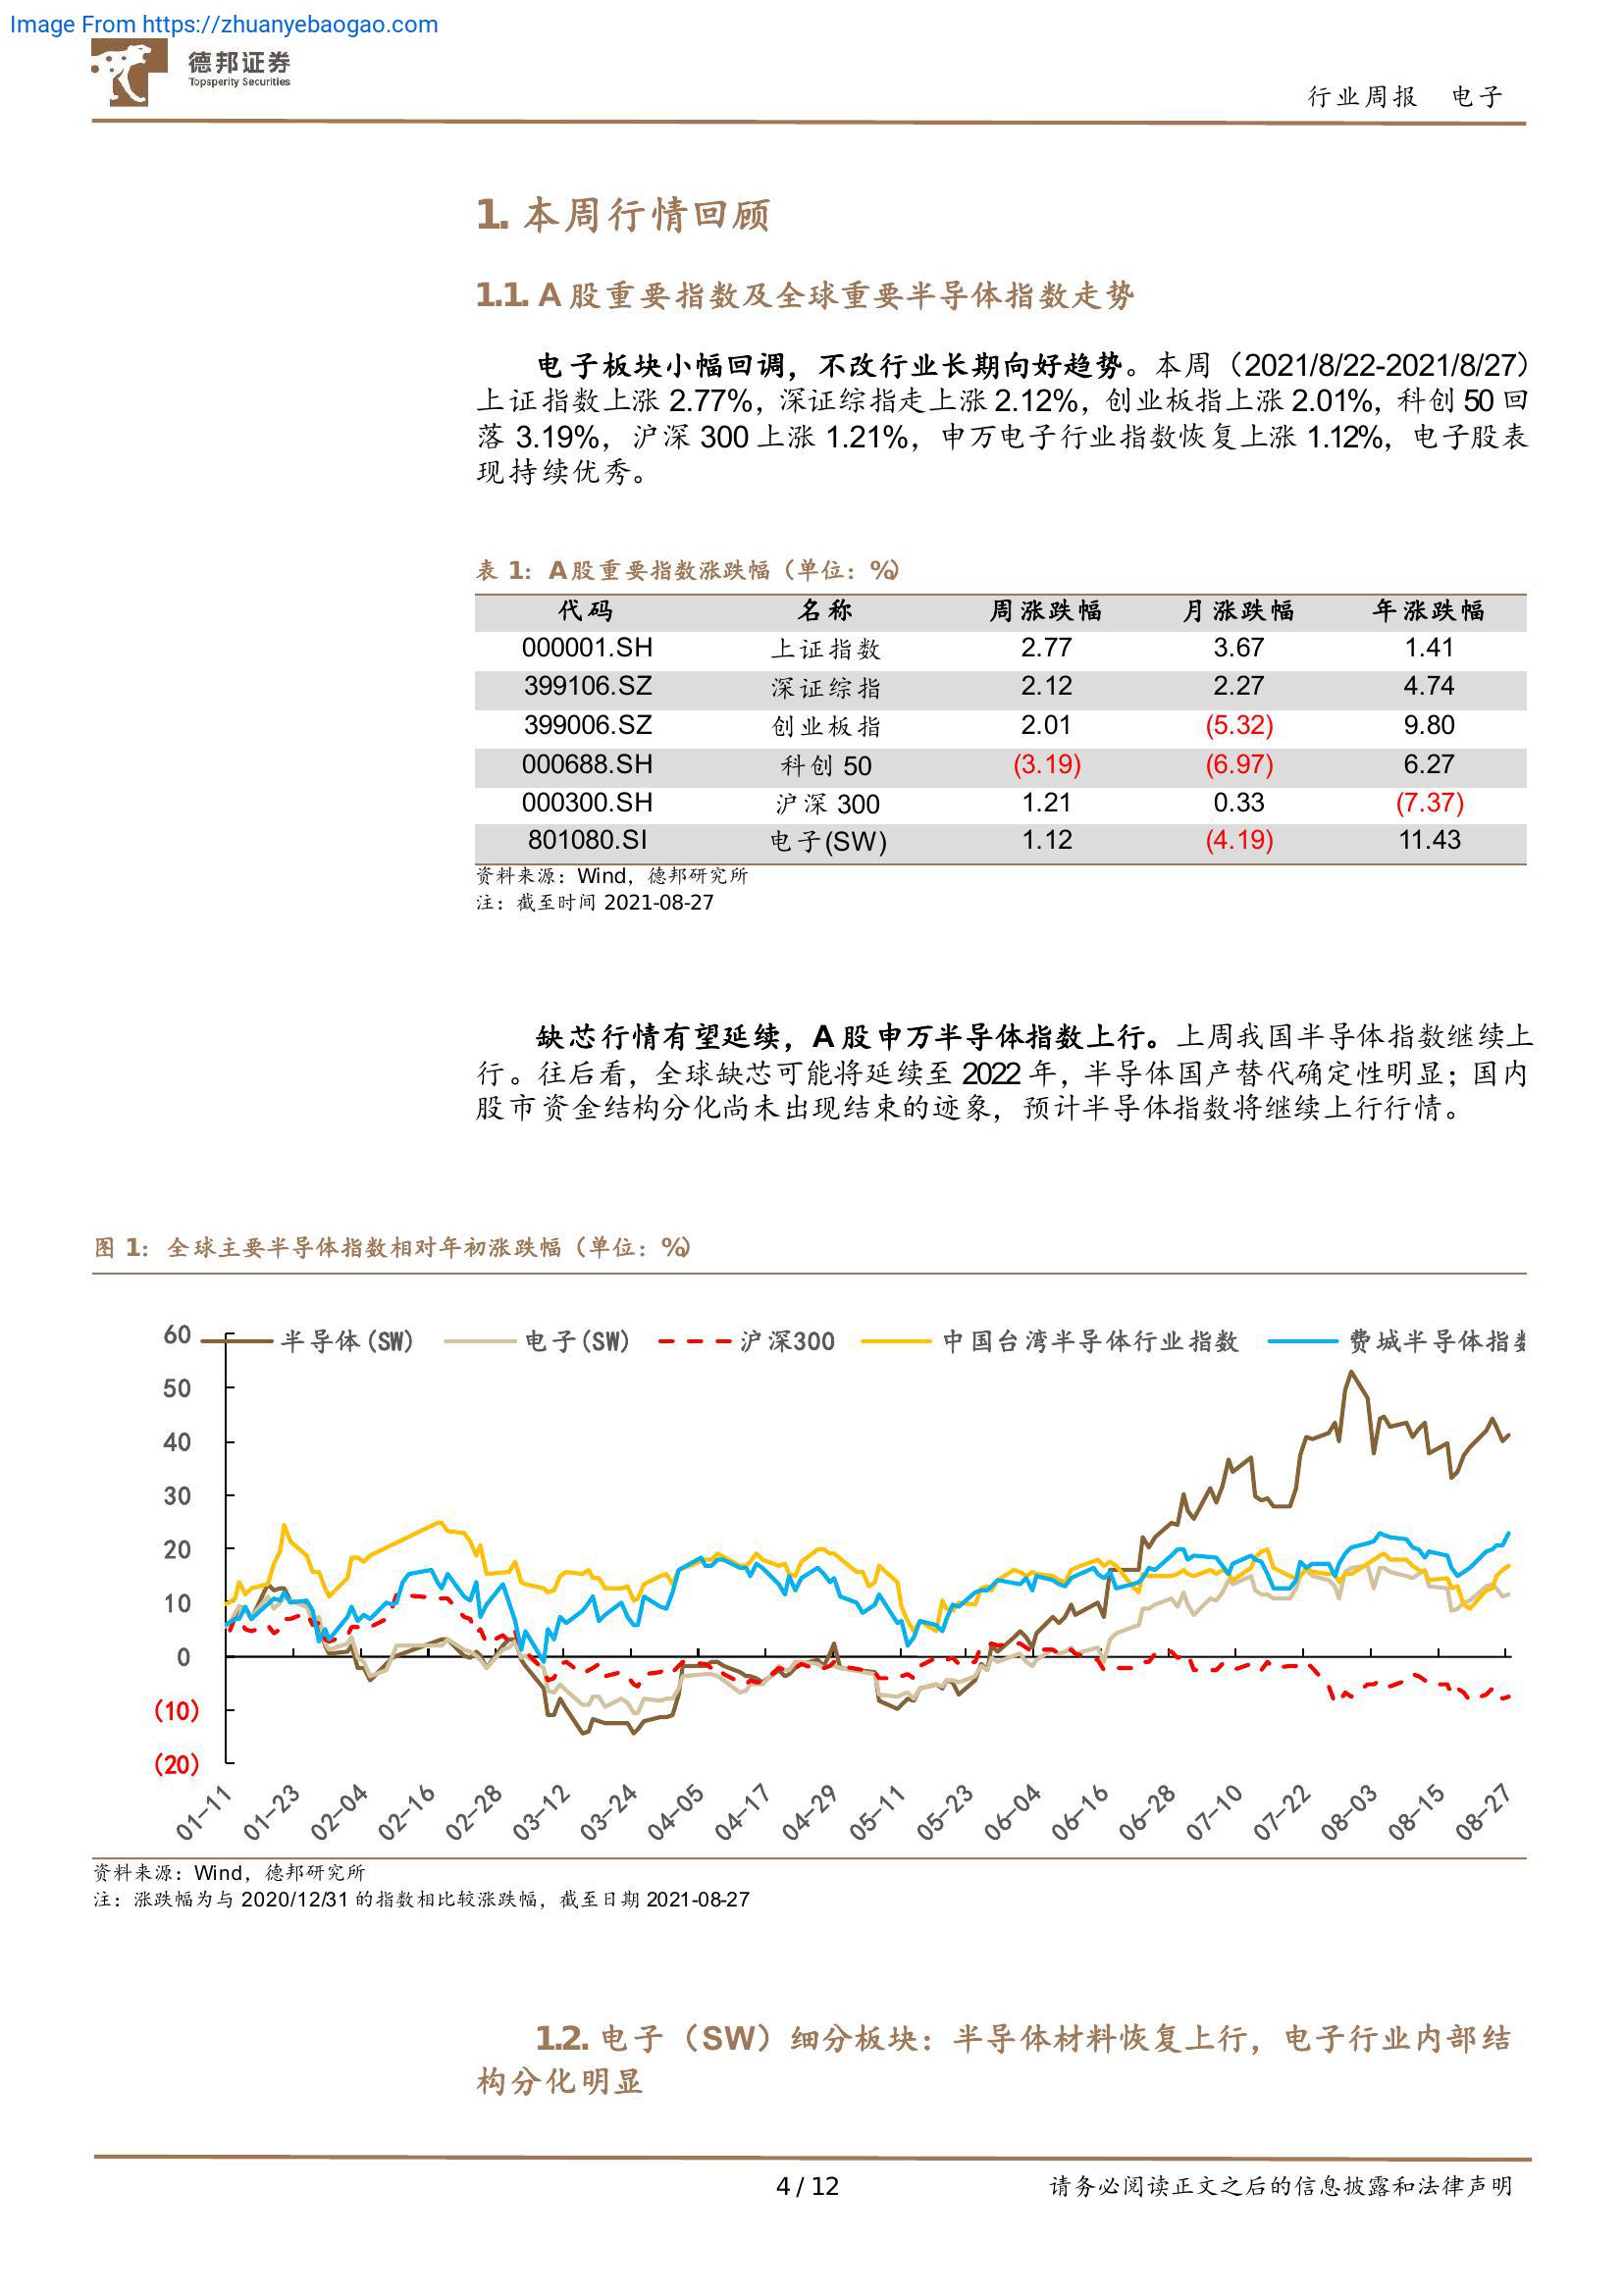 Image From https://zhuanyebaogao.com
德邦证券
Topsperity Securities
行业周报 电子
1. 本周行情回顾
1.1. A 股重要指数及全球重要半导体指数走势
电子板块小幅回调，不改行业长期向好趋势。本周（2021/8/22-2021/8/27）
上证指数上涨 2.77%，深证综指走上涨 2.12%，创业板指上涨 2.01%，科创 50 回
落 3.19%，沪深 300 上涨 1.21%，申万电子行业指数恢复上涨 1.12%，电子股表
现持续优秀。
表 1：A 股重要指数涨跌幅（单位：%）
代码 名称 周涨跌幅 月涨跌幅 年涨跌幅
000001.SH 上证指数 2.77 3.67 1.41
399106.SZ 深证综指 2.12 2.27 4.74
399006.SZ 创业板指 2.01 (5.32) 9.80
000688.SH 科创 50 (3.19) (6.97) 6.27
000300.SH 沪深 300 1.21 0.33 (7.37)
801080.SI 电子(SW) 1.12 (4.19) 11.43
资料来源：Wind，德邦研究所
注：截至时间 2021-08-27
缺芯行情有望延续，A 股申万半导体指数上行。上周我国半导体指数继续上
行。往后看，全球缺芯可能将延续至 2022 年，半导体国产替代确定性明显；国内
股市资金结构分化尚未出现结束的迹象，预计半导体指数将继续上行行情。
图 1：全球主要半导体指数相对年初涨跌幅（单位：%）
半导体(SW) 电子(SW) 沪深300 中国台湾半导体行业指数 费城半导体指数
60
50
40
30
20
10
0
(10)
(20)
01-11 01-23 02-04 02-16 02-28 03-12 03-24 04-05 04-17 04-29 05-11 05-23 06-04 06-16 06-28 07-10 07-22 08-03 08-15 08-27
资料来源：Wind，德邦研究所
注：涨跌幅为与 2020/12/31 的指数相比较涨跌幅，截至日期 2021-08-27
1.2. 电子（SW）细分板块：半导体材料恢复上行，电子行业内部结
构分化明显
4 / 12
请务必阅读正文之后的信息披露和法律声明